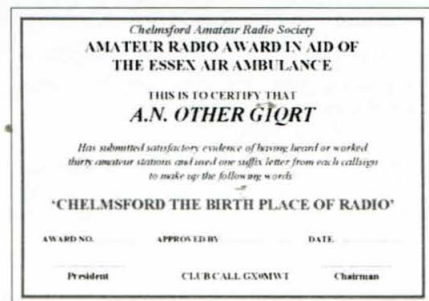 Chelmsford Amateur Radio Society
AMATEUR RADIO AWARD IN AID OF
THE ESSEX AIR AMBULANCE
THIS IS TO CERTIFY THAT
A.N. OTHER G1QRT
Has submitted satisfactory evidence of having heard or worked
thirty amateur stations and used one suffix letter from each callsign
to make up the following words
'CHELMSFORD THE BIRTH PLACE OF RADIO'
AWARD NO. APPROVED BY DATE
President CLUB CALL GX0MWT Chairman